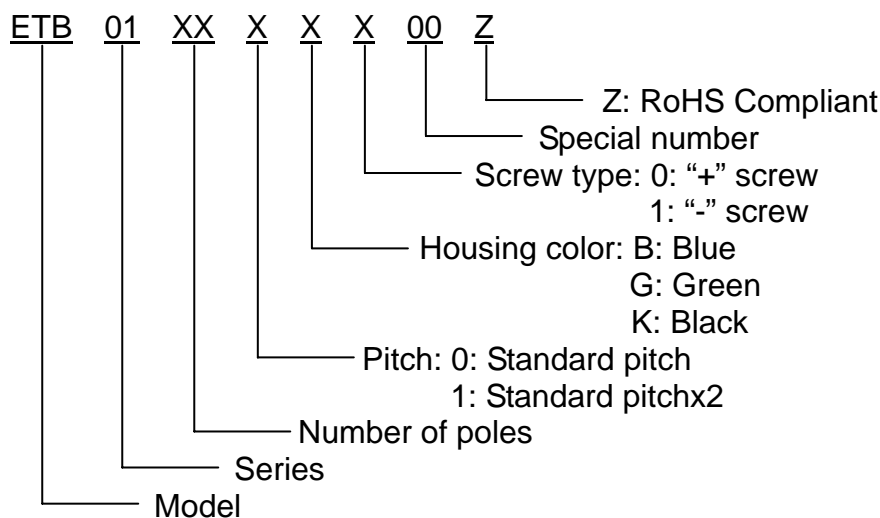 ETB 01 XX X X X 00 Z
Z: RoHS Compliant
Special number
Screw type: 0: “+” screw
1: “-” screw
Housing color: B: Blue
G: Green
K: Black
Pitch: 0: Standard pitch
1: Standard pitchx2
Number of poles
Series
Model